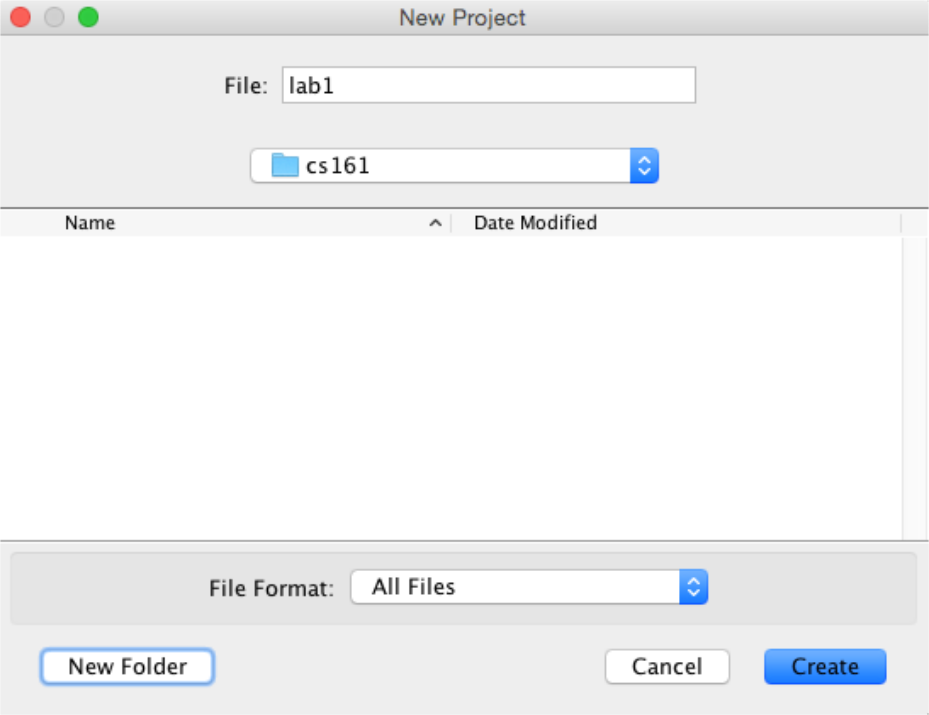 New Project
File: lab1
cs161
Name Date Modified
File Format: All Files
New Folder Cancel Create